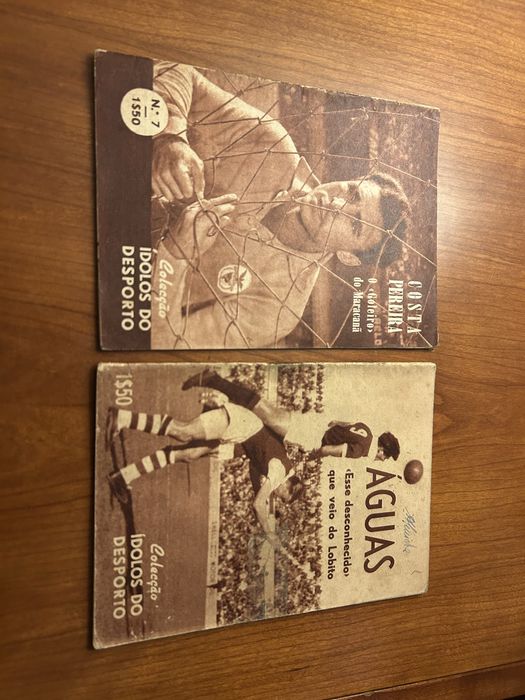 COSTA
PEREIRA
O «Goleiro»
do Maracanã
N.º 7
1$50
Colecção
ÍDOLOS DO
DESPORTO
ÁGUAS
«Esse desconhecido»
que veio do Lobito
1$50
Colecção
ÍDOLOS DO
DESPORTO